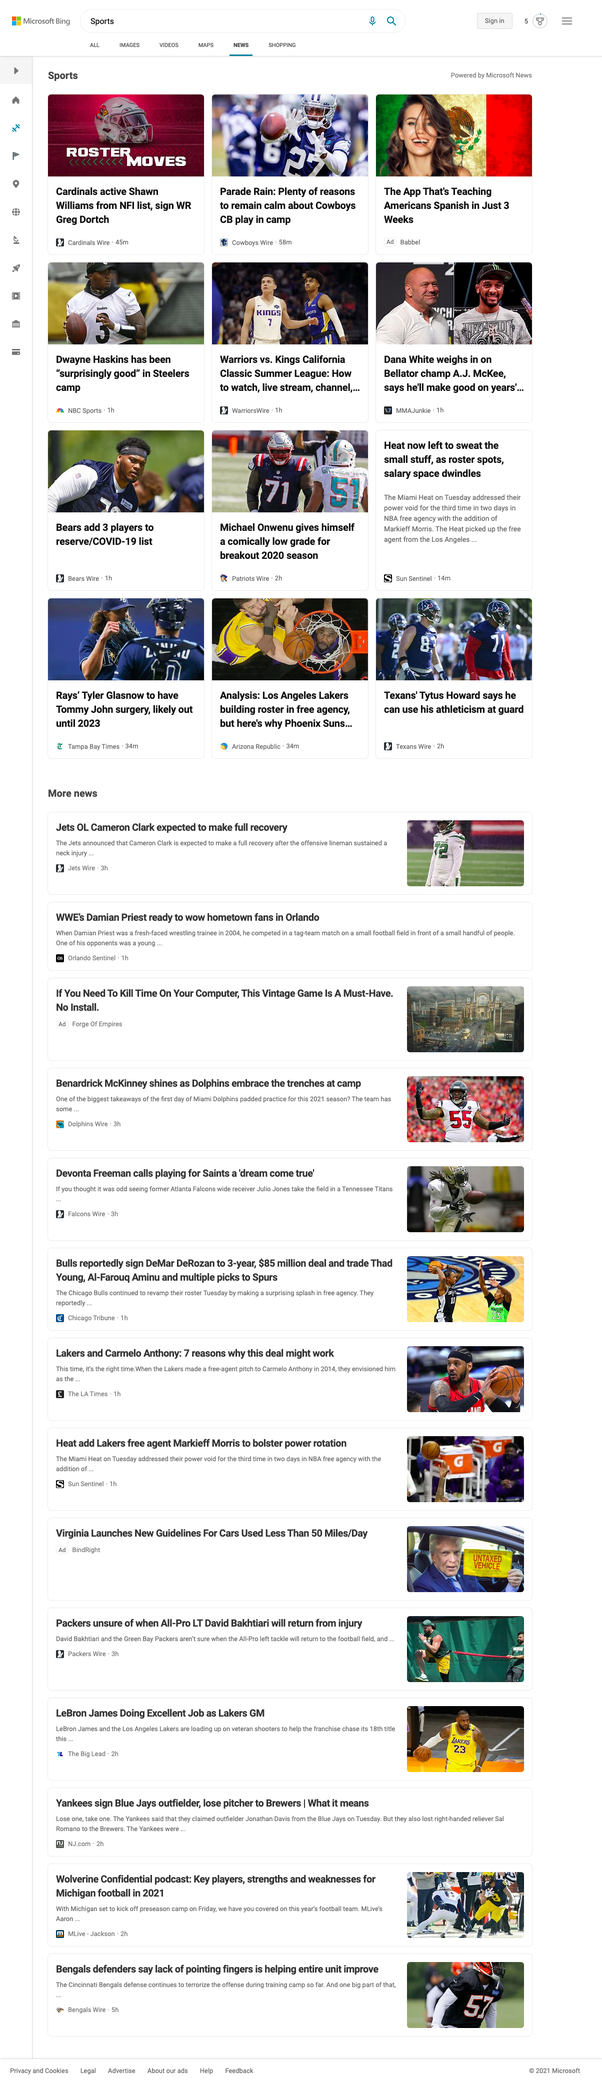 Microsoft Bing
Sports
Sign in
5
ALL
IMAGES
VIDEOS
MAPS
NEWS
SHOPPING
Sports
Powered by Microsoft News
ROSTER
MOVES
Cardinals active Shawn
Williams from NFI list, sign WR
Greg Dortch
Cardinals Wire · 45m
Parade Rain: Plenty of reasons
to remain calm about Cowboys
CB play in camp
Cowboys Wire · 58m
The App That's Teaching
Americans Spanish in Just 3
Weeks
Ad Babbel
Dwayne Haskins has been
“surprisingly good” in Steelers
camp
NBC Sports · 1h
KINGS
7
Warriors vs. Kings California
Classic Summer League: How
to watch, live stream, channel,...
WarriorsWire · 1h
Dana White weighs in on
Bellator champ A.J. McKee,
says he'll make good on years'...
MMAJunkie · 1h
Bears add 3 players to
reserve/COVID-19 list
Bears Wire · 1h
71
51
Michael Onwenu gives himself
a comically low grade for
breakout 2020 season
Patriots Wire · 2h
Heat now left to sweat the
small stuff, as roster spots,
salary space dwindles
The Miami Heat on Tuesday addressed their
power void for the third time in two days in
NBA free agency with the addition of
Markieff Morris. The Heat picked up the free
agent from the Los Angeles ...
Sun Sentinel · 14m
Rays’ Tyler Glasnow to have
Tommy John surgery, likely out
until 2023
Tampa Bay Times · 34m
Analysis: Los Angeles Lakers
building roster in free agency,
but here's why Phoenix Suns...
Arizona Republic · 34m
Texans' Tytus Howard says he
can use his athleticism at guard
Texans Wire · 2h
More news
Jets OL Cameron Clark expected to make full recovery
The Jets announced that Cameron Clark is expected to make a full recovery after the offensive lineman sustained a
neck injury ...
Jets Wire · 3h
72
WWE's Damian Priest ready to wow hometown fans in Orlando
When Damian Priest was a fresh-faced wrestling trainee in 2004, he competed in a tag-team match on a small football field in front of a small handful of people.
One of his opponents was a young ...
Orlando Sentinel · 1h
If You Need To Kill Time On Your Computer, This Vintage Game Is A Must-Have.
No Install.
Ad Forge Of Empires
Benardrick McKinney shines as Dolphins embrace the trenches at camp
One of the biggest takeaways of the first day of Miami Dolphins padded practice for this 2021 season? The team has
some ...
Dolphins Wire · 3h
55
Devonta Freeman calls playing for Saints a 'dream come true'
If you thought it was odd seeing former Atlanta Falcons wide receiver Julio Jones take the field in a Tennessee Titans
...
Falcons Wire · 3h
Bulls reportedly sign DeMar DeRozan to 3-year, $85 million deal and trade Thad
Young, Al-Farouq Aminu and multiple picks to Spurs
The Chicago Bulls continued to revamp their roster Tuesday by making a surprising splash in free agency. They
reportedly ...
Chicago Tribune · 1h
Lakers and Carmelo Anthony: 7 reasons why this deal might work
This time, it's the right time.When the Lakers made a free-agent pitch to Carmelo Anthony in 2014, they envisioned him
as the ...
The LA Times · 1h
Heat add Lakers free agent Markieff Morris to bolster power rotation
The Miami Heat on Tuesday addressed their power void for the third time in two days in NBA free agency with the
addition of ...
Sun Sentinel · 1h
G
G
Virginia Launches New Guidelines For Cars Used Less Than 50 Miles/Day
Ad BindRight
UNTAXED
VEHICLE
Packers unsure of when All-Pro LT David Bakhtiari will return from injury
David Bakhtiari and the Green Bay Packers aren't sure when the All-Pro left tackle will return to the football field, and ...
Packers Wire · 3h
LeBron James Doing Excellent Job as Lakers GM
LeBron James and the Los Angeles Lakers are loading up on veteran shooters to help the franchise chase its 18th title
this ...
The Big Lead · 2h
LAKERS
23
Yankees sign Blue Jays outfielder, lose pitcher to Brewers | What it means
Lose one, take one. The Yankees said that they claimed outfielder Jonathan Davis from the Blue Jays on Tuesday. But they also lost right-handed reliever Sal
Romano to the Brewers. The Yankees were ...
NJ.com · 2h
Wolverine Confidential podcast: Key players, strengths and weaknesses for
Michigan football in 2021
With Michigan set to kick off preseason camp on Friday, we have you covered on this year's football team. MLive's
Aaron ...
MLive - Jackson · 2h
Bengals defenders say lack of pointing fingers is helping entire unit improve
The Cincinnati Bengals defense continues to terrorize the offense during training camp so far. And one big part of that,
...
Bengals Wire · 5h
57
Privacy and Cookies
Legal
Advertise
About our ads
Help
Feedback
© 2021 Microsoft